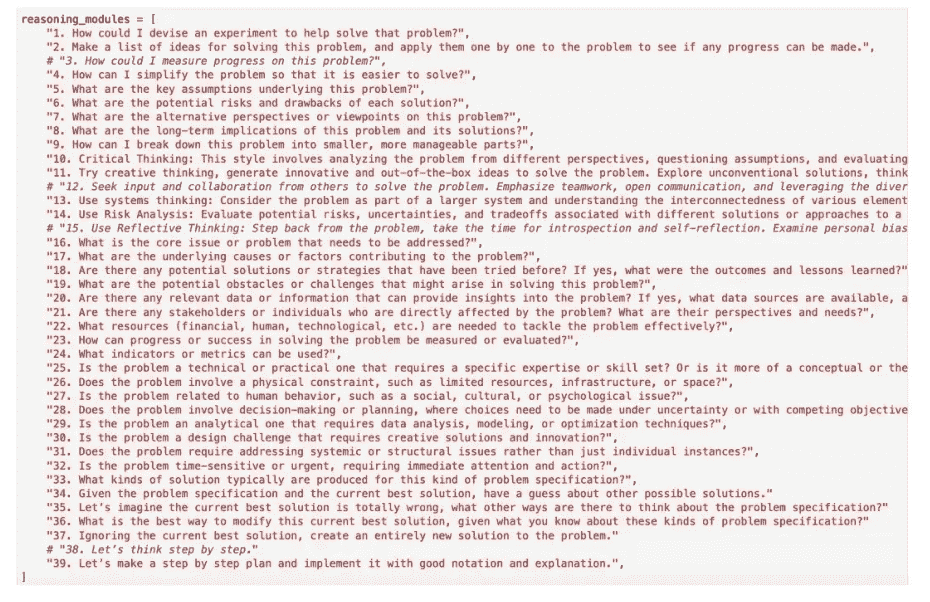 reasoning_modules = [
"1. How could I devise an experiment to help solve that problem?",
"2. Make a list of ideas for solving this problem, and apply them one by one to the problem to see if any progress can be made.",
# "3. How could I measure progress on this problem?",
"4. How can I simplify the problem so that it is easier to solve?",
"5. What are the key assumptions underlying this problem?",
"6. What are the potential risks and drawbacks of each solution?",
"7. What are the alternative perspectives or viewpoints on this problem?",
"8. What are the long-term implications of this problem and its solutions?",
"9. How can I break down this problem into smaller, more manageable parts?",
"10. Critical Thinking: This style involves analyzing the problem from different perspectives, questioning assumptions, and evaluating
"11. Try creative thinking, generate innovative and out-of-the-box ideas to solve the problem. Explore unconventional solutions, think
# "12. Seek input and collaboration from others to solve the problem. Emphasize teamwork, open communication, and leveraging the diver
"13. Use systems thinking: Consider the problem as part of a larger system and understanding the interconnectedness of various element
"14. Use Risk Analysis: Evaluate potential risks, uncertainties, and tradeoffs associated with different solutions or approaches to a
# "15. Use Reflective Thinking: Step back from the problem, take the time for introspection and self-reflection. Examine personal bias
"16. What is the core issue or problem that needs to be addressed?",
"17. What are the underlying causes or factors contributing to the problem?",
"18. Are there any potential solutions or strategies that have been tried before? If yes, what were the outcomes and lessons learned?"
"19. What are the potential obstacles or challenges that might arise in solving this problem?",
"20. Are there any relevant data or information that can provide insights into the problem? If yes, what data sources are available, a
"21. Are there any stakeholders or individuals who are directly affected by the problem? What are their perspectives and needs?",
"22. What resources (financial, human, technological, etc.) are needed to tackle the problem effectively?",
"23. How can progress or success in solving the problem be measured or evaluated?",
"24. What indicators or metrics can be used?",
"25. Is the problem a technical or practical one that requires a specific expertise or skill set? Or is it more of a conceptual or the
"26. Does the problem involve a physical constraint, such as limited resources, infrastructure, or space?",
"27. Is the problem related to human behavior, such as a social, cultural, or psychological issue?",
"28. Does the problem involve decision-making or planning, where choices need to be made under uncertainty or with competing objective
"29. Is the problem an analytical one that requires data analysis, modeling, or optimization techniques?",
"30. Is the problem a design challenge that requires creative solutions and innovation?",
"31. Does the problem require addressing systemic or structural issues rather than just individual instances?",
"32. Is the problem time-sensitive or urgent, requiring immediate attention and action?",
"33. What kinds of solution typically are produced for this kind of problem specification?",
"34. Given the problem specification and the current best solution, have a guess about other possible solutions."
"35. Let's imagine the current best solution is totally wrong, what other ways are there to think about the problem specification?"
"36. What is the best way to modify this current best solution, given what you know about these kinds of problem specification?"
"37. Ignoring the current best solution, create an entirely new solution to the problem."
# "38. Let's think step by step."
"39. Let's make a step by step plan and implement it with good notation and explanation.",
]